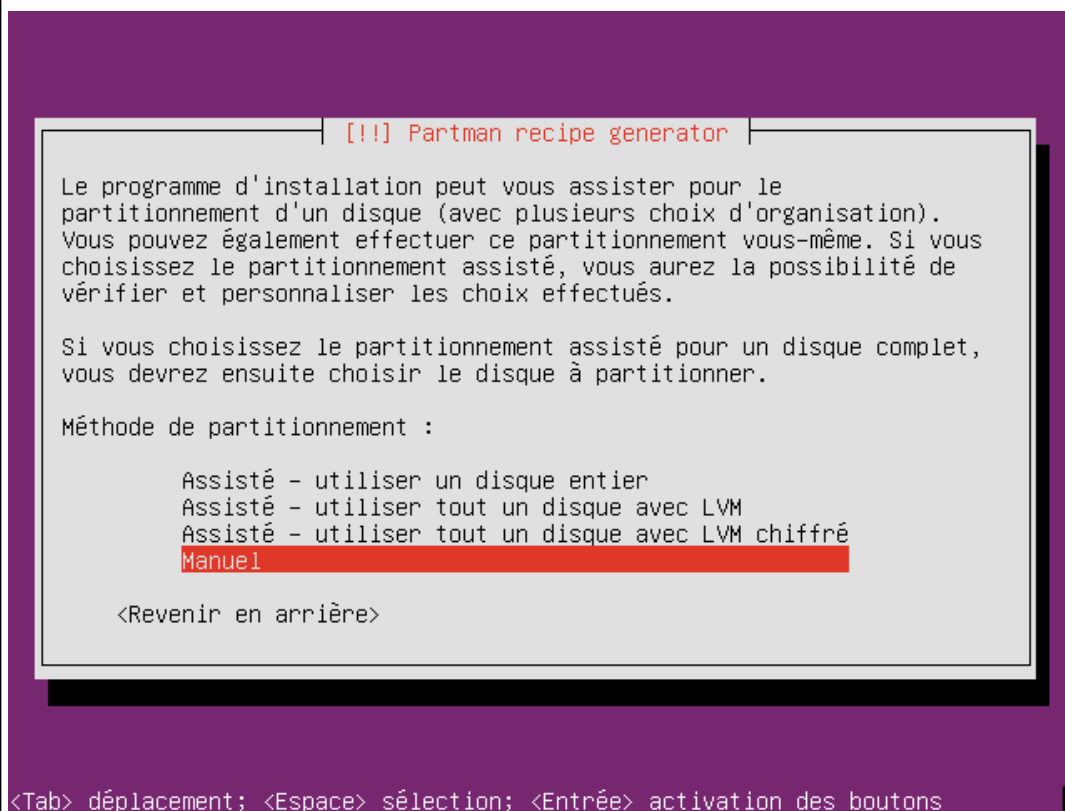 [!!] Partman recipe generator
Le programme d'installation peut vous assister pour le
partitionnement d'un disque (avec plusieurs choix d'organisation).
Vous pouvez également effectuer ce partitionnement vous-même. Si vous
choisissez le partitionnement assisté, vous aurez la possibilité de
vérifier et personnaliser les choix effectués.
Si vous choisissez le partitionnement assisté pour un disque complet,
vous devrez ensuite choisir le disque à partitionner.
Méthode de partitionnement :
Assisté - utiliser un disque entier
Assisté - utiliser tout un disque avec LVM
Assisté - utiliser tout un disque avec LVM chiffré
Manuel
<Revenir en arrière>
<Tab> déplacement; <Espace> sélection; <Entrée> activation des boutons